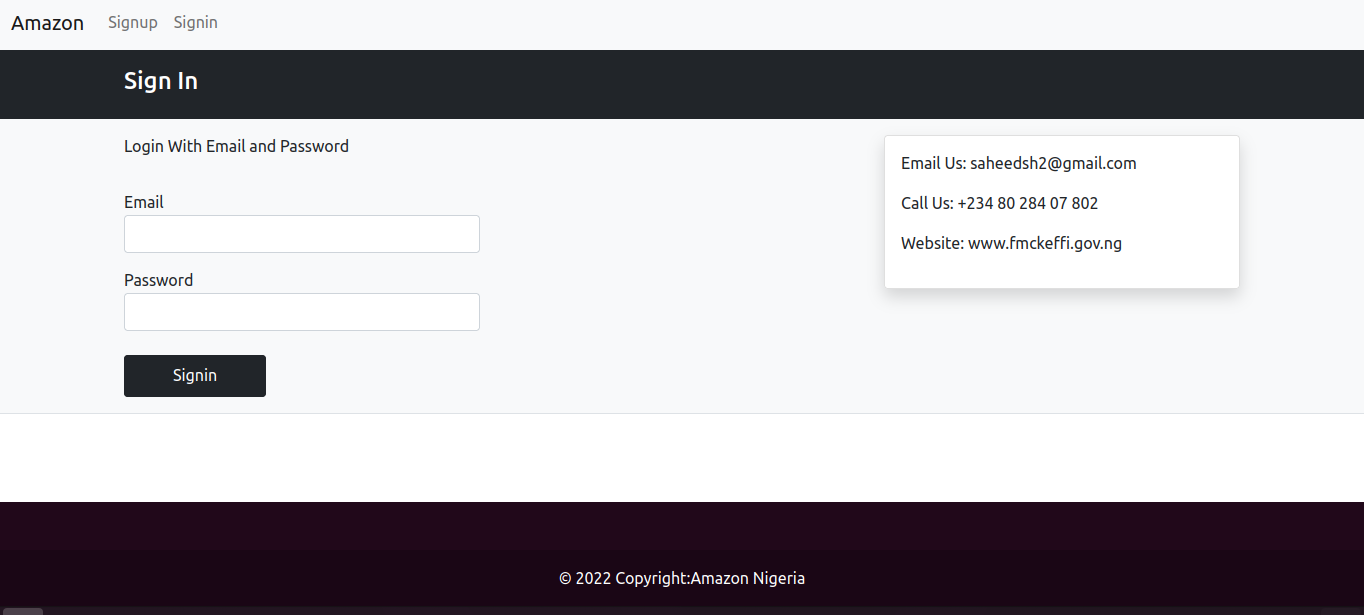 Amazon Signup Signin
Sign In
Login With Email and Password
Email
Password
Signin
Email Us: saheedsh2@gmail.com
Call Us: +234 80 284 07 802
Website: www.fmckeffi.gov.ng
© 2022 Copyright:Amazon Nigeria